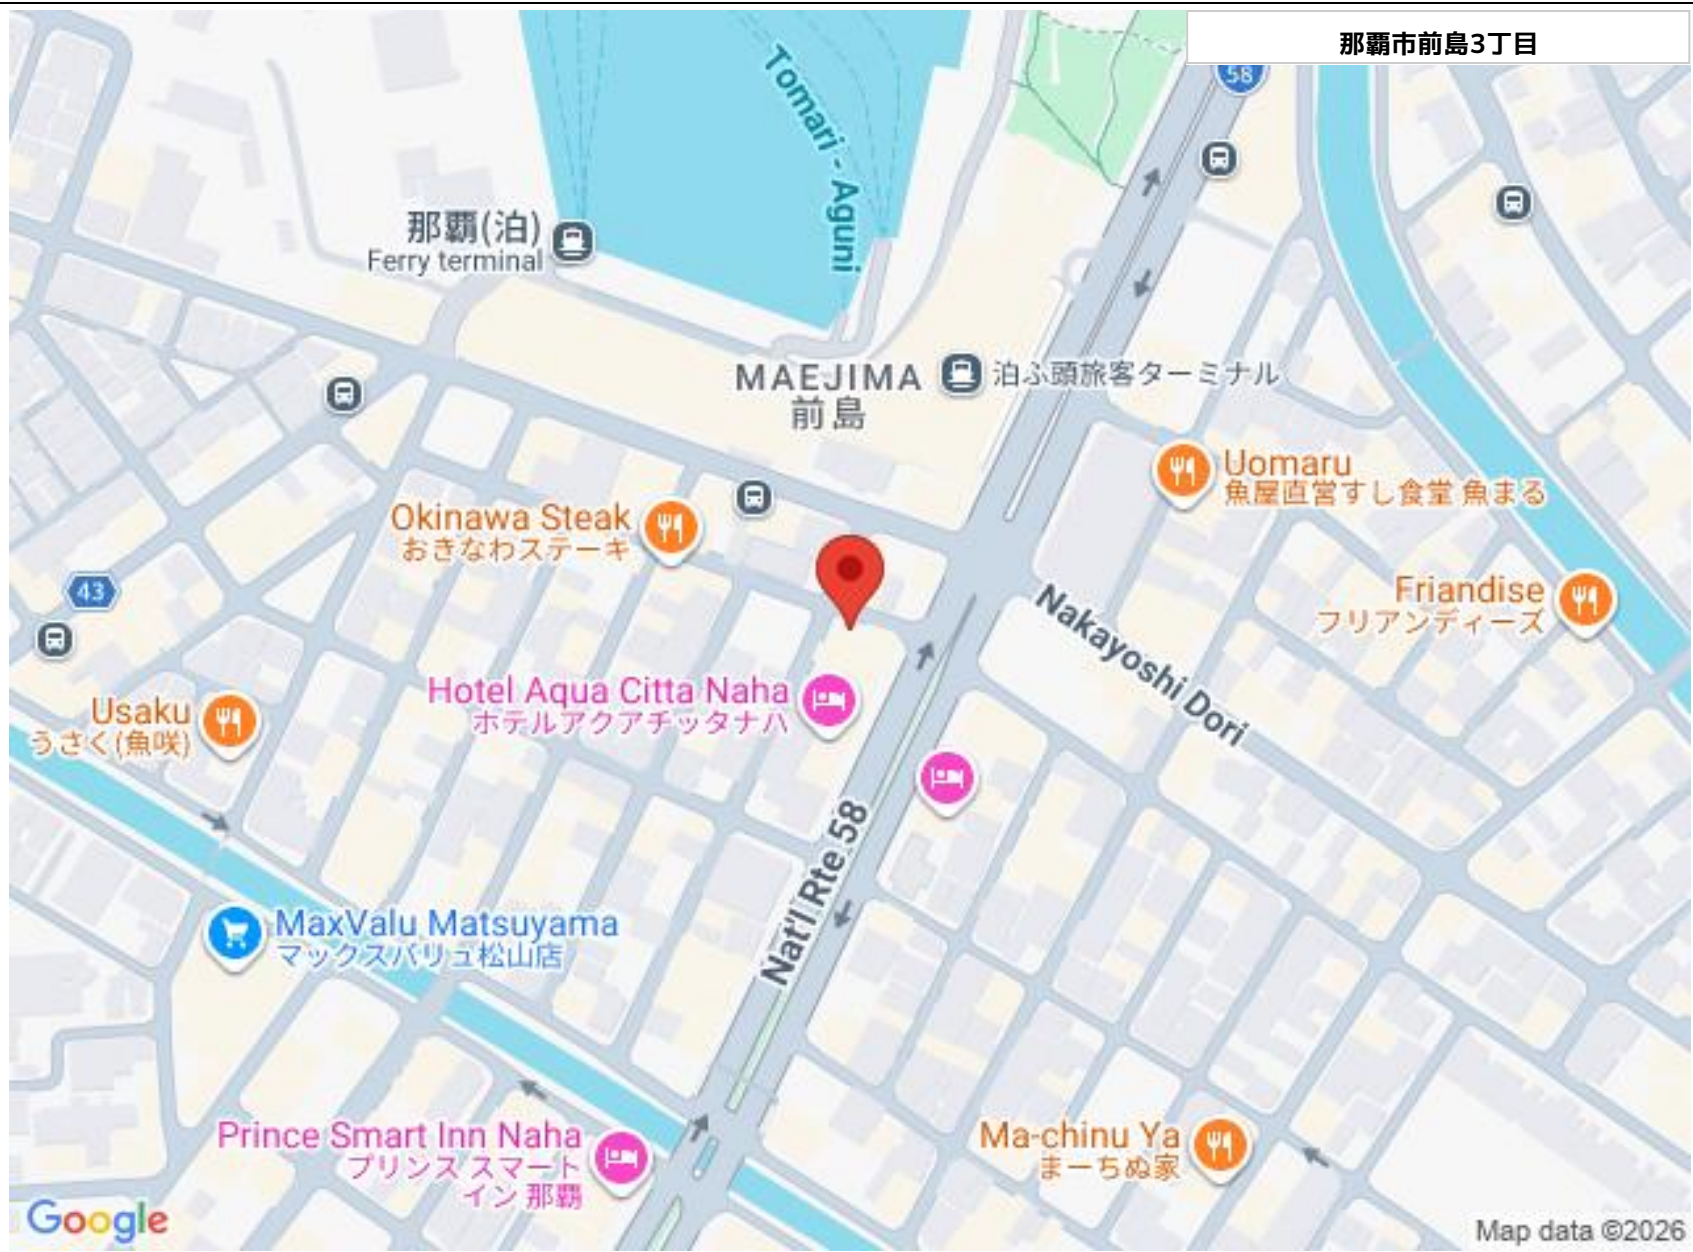 那覇市前島3丁目
58
Tomari - Aguni
那覇(泊)
Ferry terminal
MAEJIMA
前島
泊ふ頭旅客ターミナル
Uomaru
魚屋直営すし食堂 魚まる
Okinawa Steak
おきなわステーキ
43
Friandise
フリアンディーズ
Nakayoshi Dori
Hotel Aqua Citta Naha
ホテルアクアチッタナハ
Usaku
うさく(魚咲)
Nat'l Rte 58
MaxValu Matsuyama
マックスバリュ松山店
Prince Smart Inn Naha
プリンス スマート
イン 那覇
Ma-chinu Ya
まーちぬ家
Google
Map data ©2026